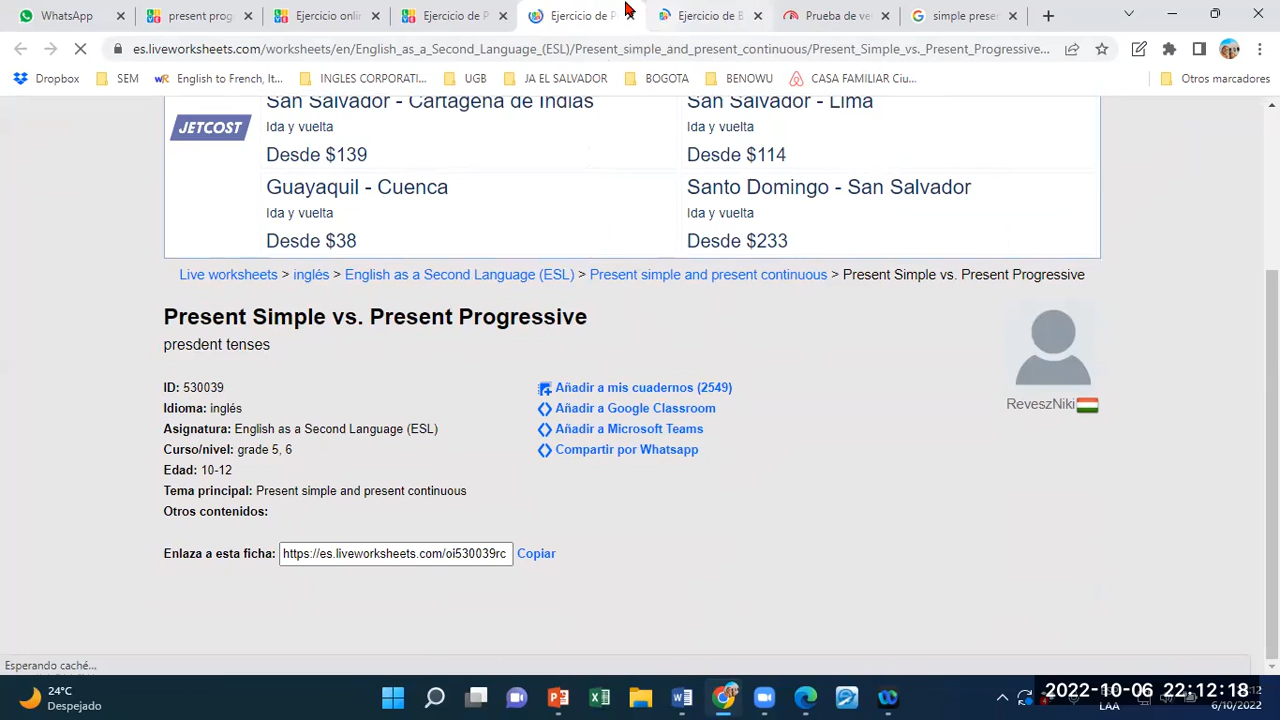 WhatsApp
present prog
Ejercicio onlin
Ejercicio de P
Ejercicio de P
Ejercicio de E
Prueba de ve
simple prese
es.liveworksheets.com/worksheets/en/English_as_a_Second_Language_(ESL)/Present_simple_and_present_continuous/Present_Simple_vs._Present_Progressive...
Dropbox
SEM
English to French, It...
INGLES CORPORATI...
UGB
JA EL SALVADOR
BOGOTA
BENOWU
CASA FAMILIAR Ciu...
Otros marcadores
JETCOST
San Salvador - Cartagena de Indias
Ida y vuelta
Desde $139
San Salvador - Lima
Ida y vuelta
Desde $114
Guayaquil - Cuenca
Ida y vuelta
Desde $38
Santo Domingo - San Salvador
Ida y vuelta
Desde $233
Live worksheets > inglés > English as a Second Language (ESL) > Present simple and present continuous > Present Simple vs. Present Progressive
Present Simple vs. Present Progressive
presdent tenses
ID: 530039
Idioma: inglés
Asignatura: English as a Second Language (ESL)
Curso/nivel: grade 5, 6
Edad: 10-12
Tema principal: Present simple and present continuous
Otros contenidos:
Añadir a mis cuadernos (2549)
Añadir a Google Classroom
Añadir a Microsoft Teams
Compartir por Whatsapp
ReveszNiki
Enlaza a esta ficha: https://es.liveworksheets.com/oi530039rc Copiar
Esperando caché...
24°C
Despejado
2022-10-06 22:12:18
LAA
6/10/2022